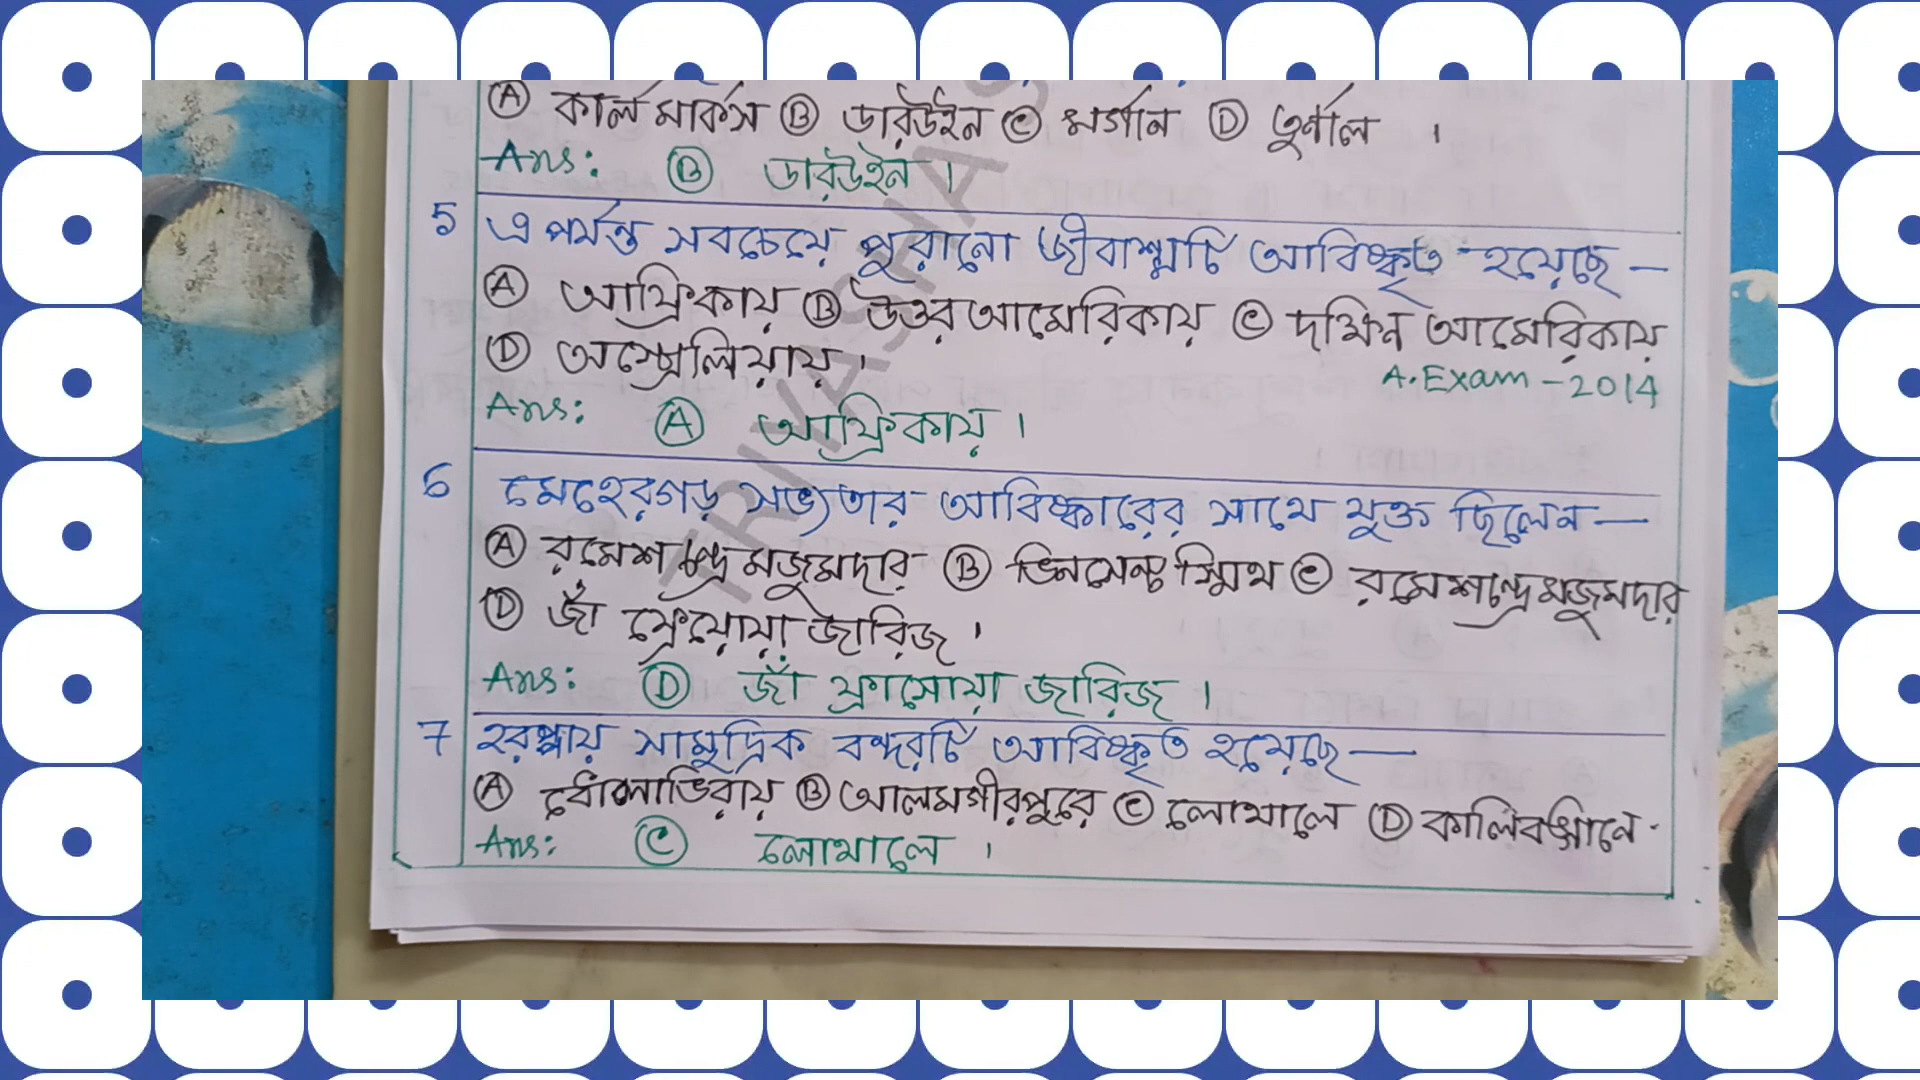 Ⓐ কার্ল মার্কস Ⓑ ডারউইন Ⓒ মর্গান Ⓓ তুর্নাল ।
Ans: Ⓑ ডারউইন ।
5 এ পর্যন্ত সবচেয়ে পুরানো জীবাশ্মটি আবিষ্কৃত হয়েছে —
Ⓐ আফ্রিকায় Ⓑ উত্তর আমেরিকায় Ⓒ দক্ষিন আমেরিকায়
Ⓓ অস্ট্রেলিয়ায় ।
A. Exam - 2014
Ans: Ⓐ আফ্রিকায় ।
6 মেহেরগড় সভ্যতার আবিষ্কারের সাথে যুক্ত ছিলেন —
Ⓐ রমেশচন্দ্র মজুমদার Ⓑ ভিনসেন্ট স্মিথ Ⓒ রমেশচন্দ্র মজুমদার
Ⓓ জাঁ ফ্রেয়োয়া জারিজ ।
Ans: Ⓓ জাঁ ফ্রাসোয়া জারিজ ।
7 হরপ্পায় সামুদ্রিক বন্দরটি আবিষ্কৃত হয়েছে —
Ⓐ ধোলাভিরায় Ⓑ আলমগীরপুরে Ⓒ লোথালে Ⓓ কালিবঙ্গানে
Ans: Ⓒ লোথালে ।